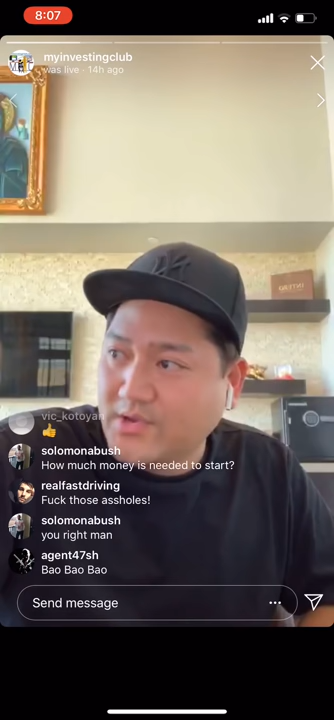 8:07
myinvestingclub
was live · 14h ago
vic_kotoyan
solomonabush
How much money is needed to start?
realfastdriving
Fuck those assholes!
solomonabush
you right man
agent47sh
Bao Bao Bao
Send message